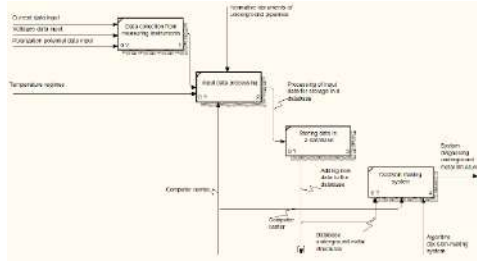 Current data input
Voltages data input
Polarization potential data input
Data collection from
measuring instruments
Normative documents of
underground pipelines
Temperature regimes
Input data processing
Processing of input
data for storage in a
database
Storing data in
a database
Adding new
data to the
database
Computer center
Computer
center
Database
underground metal
structures
Decision making
system
System
diagnosing
underground
metal structure
Algorithm
decision-making
system